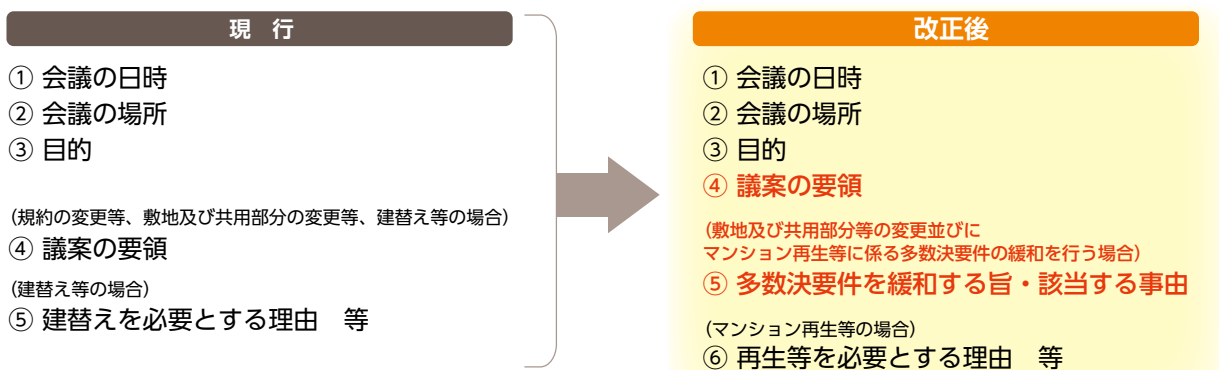 現 行
① 会議の日時
② 会議の場所
③ 目的
（規約の変更等、敷地及び共用部分の変更等、建替え等の場合）
④ 議案の要領
（建替え等の場合）
⑤ 建替えを必要とする理由 等
改正後
① 会議の日時
② 会議の場所
③ 目的
④ 議案の要領
（敷地及び共用部分等の変更並びに
マンション再生等に係る多数決要件の緩和を行う場合）
⑤ 多数決要件を緩和する旨・該当する事由
（マンション再生等の場合）
⑥ 再生等を必要とする理由 等